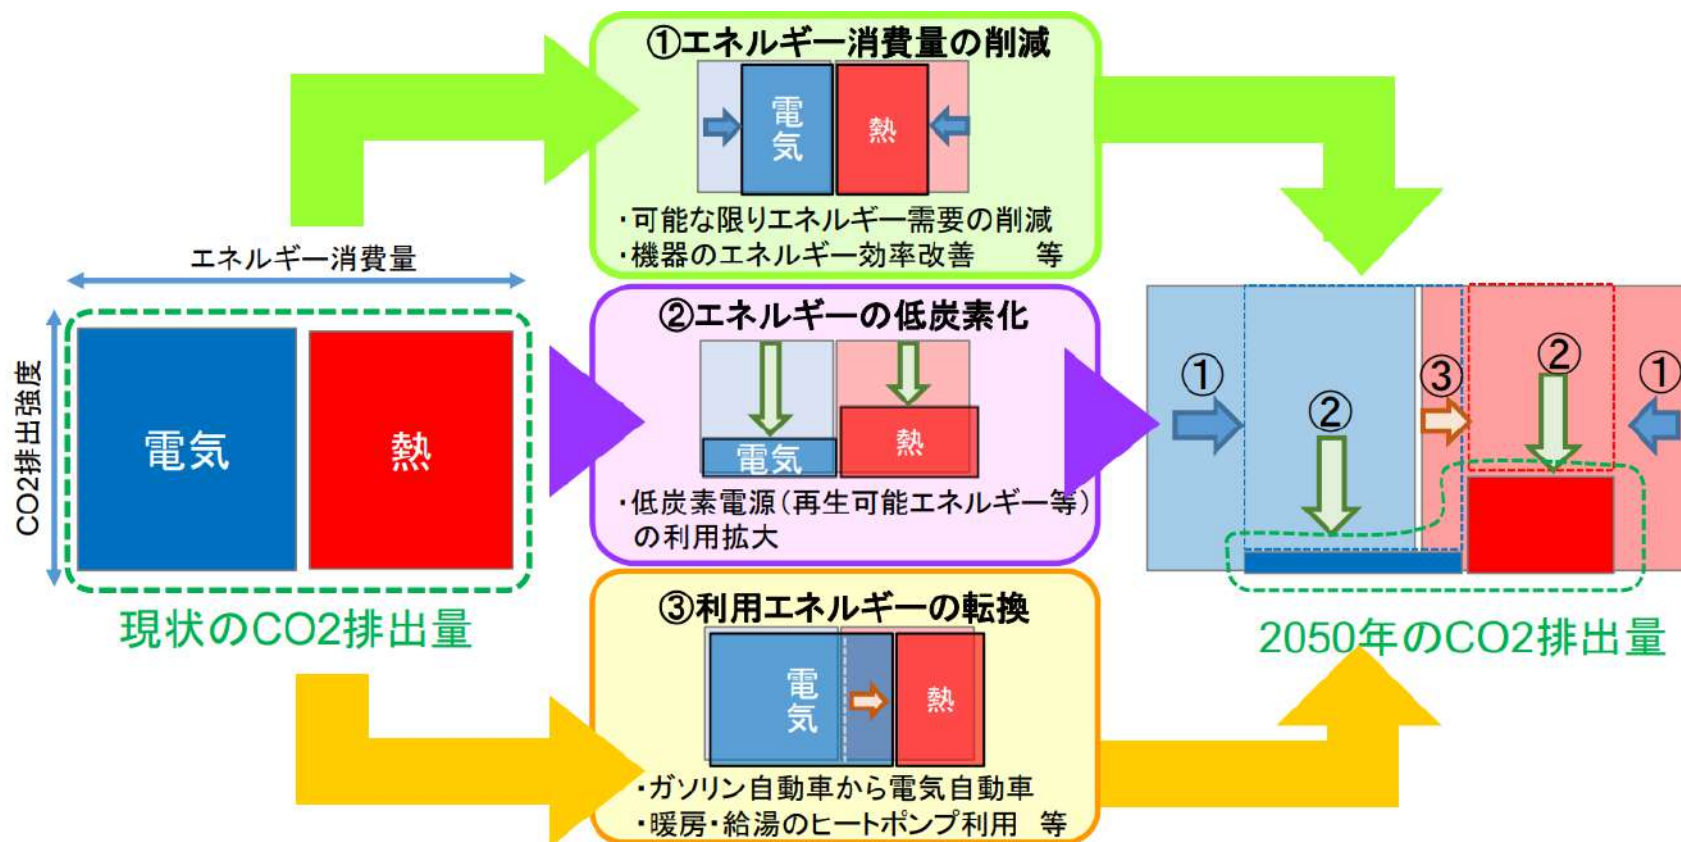 ①エネルギー消費量の削減
電気
熱
・可能な限りエネルギー需要の削減
・機器のエネルギー効率改善　等
エネルギー消費量
CO2排出強度
電気
熱
現状のCO2排出量
②エネルギーの低炭素化
電気
熱
・低炭素電源(再生可能エネルギー等)
の利用拡大
③利用エネルギーの転換
電気
熱
・ガソリン自動車から電気自動車
・暖房・給湯のヒートポンプ利用　等
①
②
③
②
①
2050年のCO2排出量